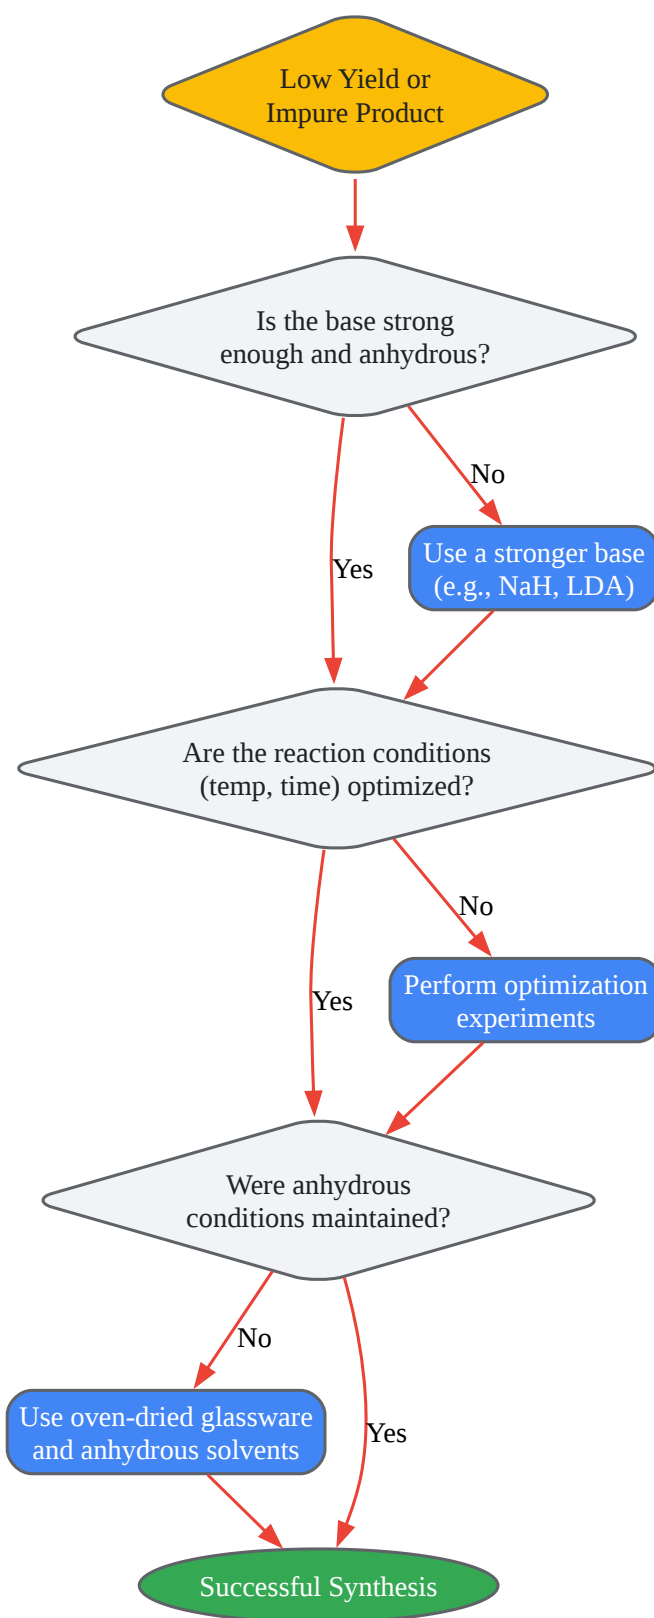 Low Yield or
Impure Product
Is the base strong
enough and anhydrous?
No
Use a stronger base
(e.g., NaH, LDA)
Yes
Are the reaction conditions
(temp, time) optimized?
No
Perform optimization
experiments
Yes
Were anhydrous
conditions maintained?
No
Use oven-dried glassware
and anhydrous solvents
Yes
Successful Synthesis